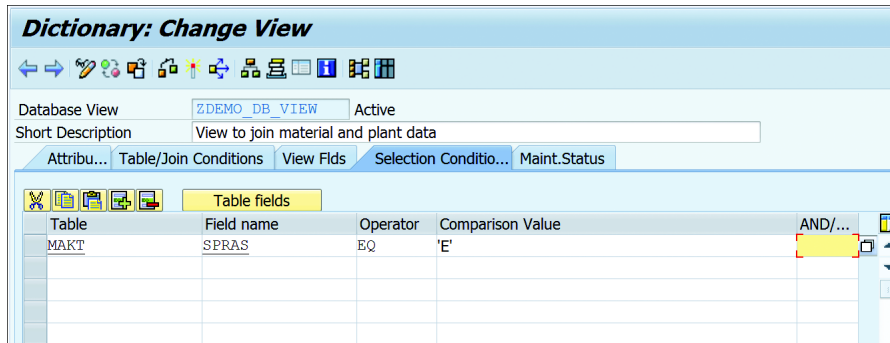 Dictionary: Change View
Database View ZDEMO_DB_VIEW Active
Short Description View to join material and plant data
Attribu... Table/Join Conditions View Flds Selection Conditio... Maint.Status
Table fields
Table Field name Operator Comparison Value AND/...
MAKT SPRAS EQ 'E'